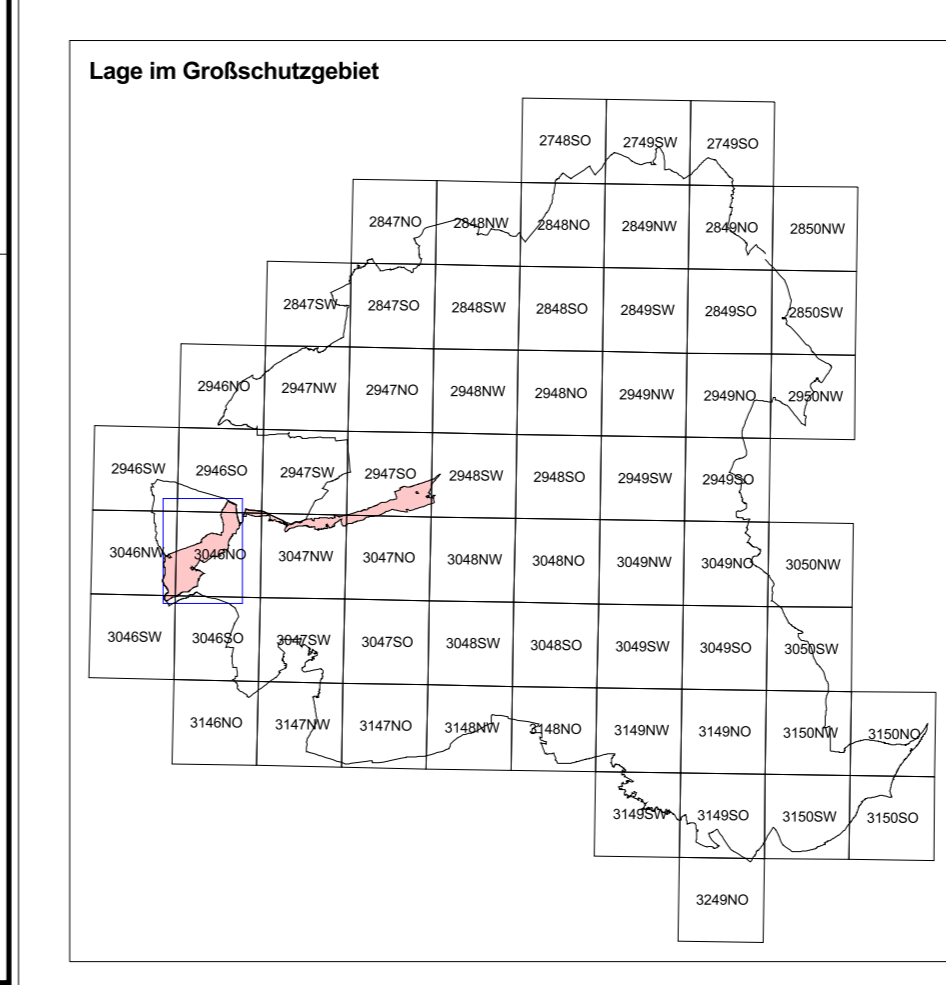 Lage im Großschutzgebiet
2748SO 2749SW 2749SO
2847NO 2848NW 2848NO 2849NW 2849NO 2850NW
2847SW 2847SO 2848SW 2848SO 2849SW 2849SO 2850SW
2946NO 2947NW 2947NO 2948NW 2948NO 2949NW 2949NO 2950NW
2946SW 2946SO 2947SW 2947SO 2948SW 2948SO 2949SW 2949SO
3046NW 3046NO 3047NW 3047NO 3048NW 3048NO 3049NW 3049NO 3050NW
3046SW 3046SO 3047SW 3047SO 3048SW 3048SO 3049SW 3049SO 3050SW
3146NO 3147NW 3147NO 3148NW 3148NO 3149NW 3149NO 3150NW 3150NO
3149SW 3149SO 3150SW 3150SO
3249NO